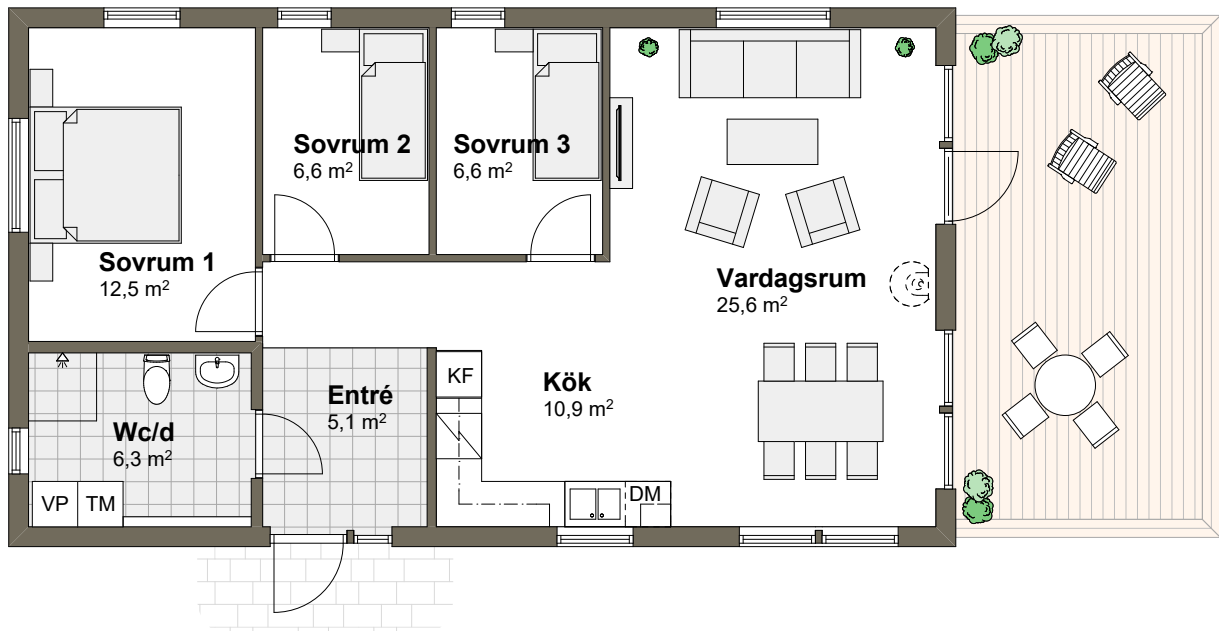 Sovrum 1
12,5 m²
Sovrum 2
6,6 m²
Sovrum 3
6,6 m²
Vardagsrum
25,6 m²
Wc/d
6,3 m²
VP
TM
Entré
5,1 m²
KF
Kök
10,9 m²
DM